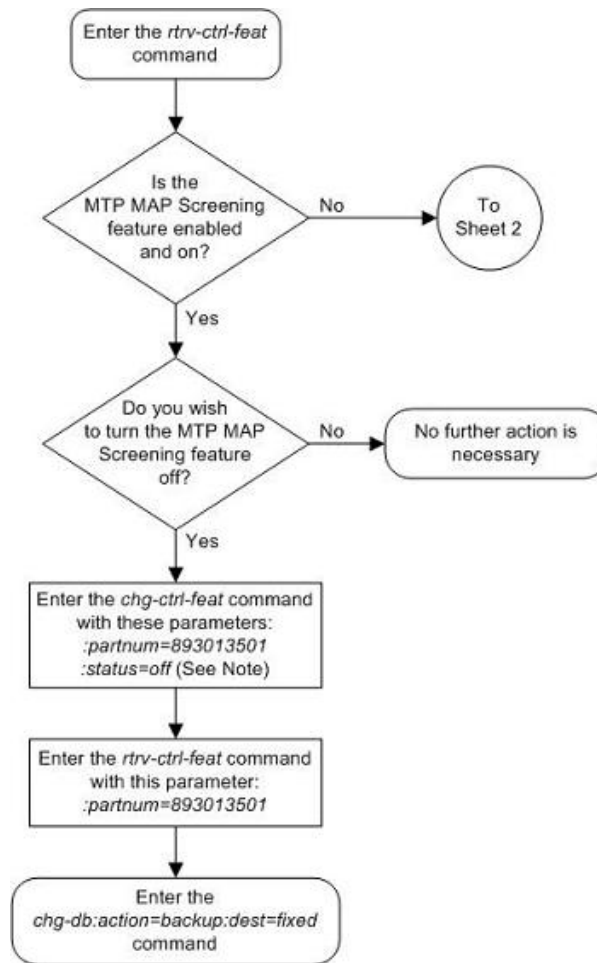 Enter the rtrv-ctrl-feat
command
Is the
MTP MAP Screening
feature enabled
and on?
No
To
Sheet 2
Yes
Do you wish
to turn the MTP MAP
Screening feature
off?
No
No further action is
necessary
Yes
Enter the chg-ctrl-feat command
with these parameters:
:partnum=893013501
:status=off (See Note)
Enter the rtrv-ctrl-feat command
with this parameter:
:partnum=893013501
Enter the
chg-db:action=backup:dest=fixed
command